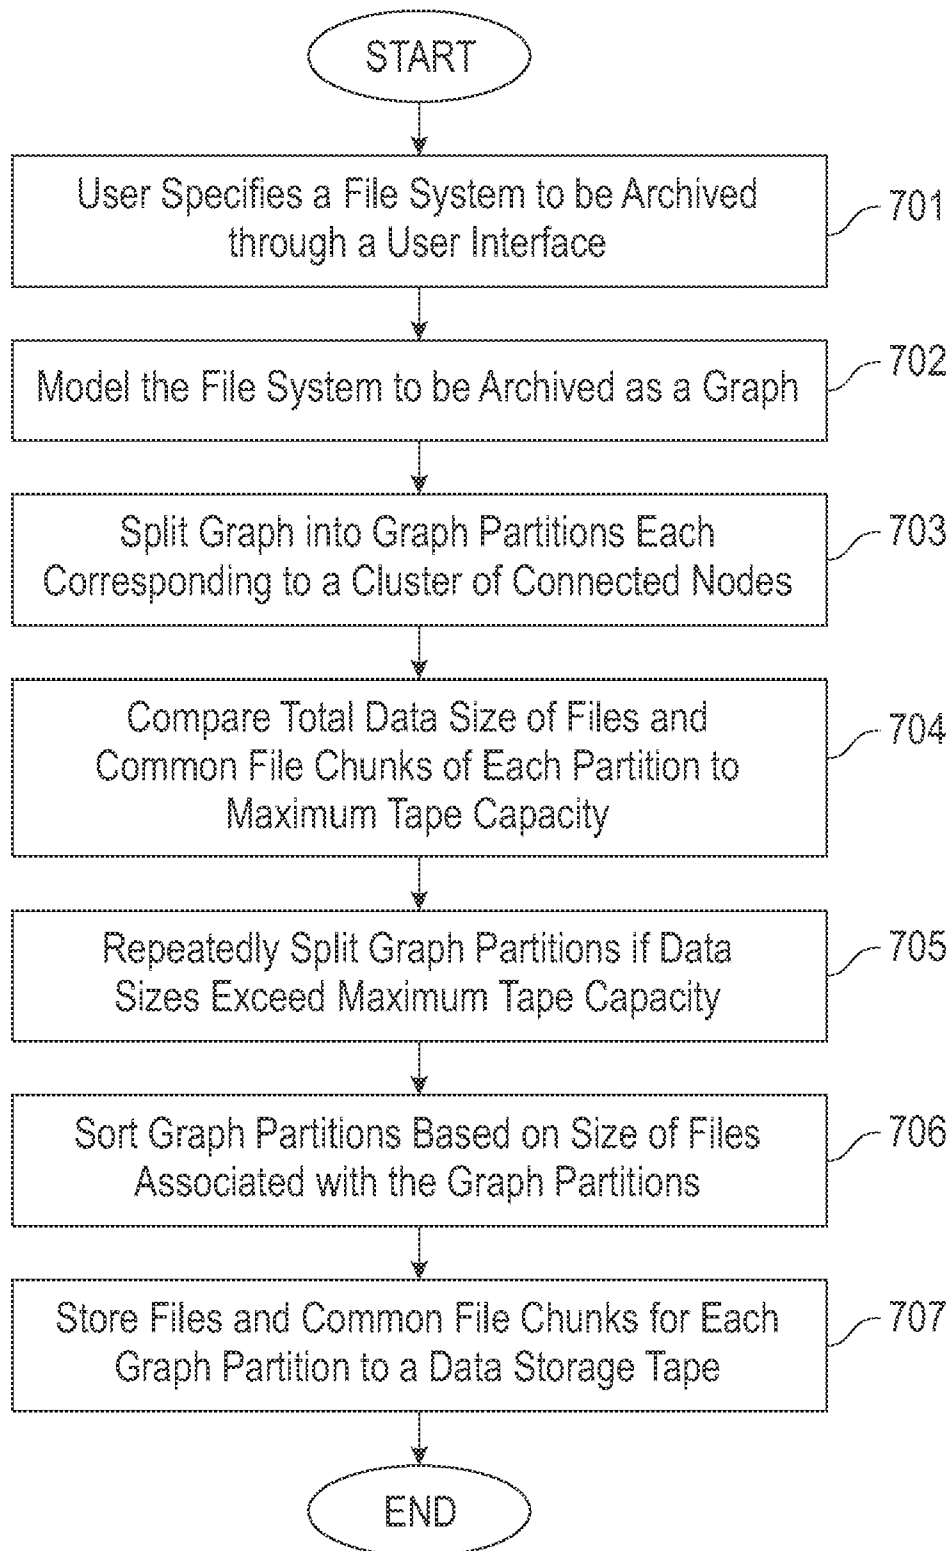 START
User Specifies a File System to be Archived
through a User Interface
701
Model the File System to be Archived as a Graph
702
Split Graph into Graph Partitions Each
Corresponding to a Cluster of Connected Nodes
703
Compare Total Data Size of Files and
Common File Chunks of Each Partition to
Maximum Tape Capacity
704
Repeatedly Split Graph Partitions if Data
Sizes Exceed Maximum Tape Capacity
705
Sort Graph Partitions Based on Size of Files
Associated with the Graph Partitions
706
Store Files and Common File Chunks for Each
Graph Partition to a Data Storage Tape
707
END